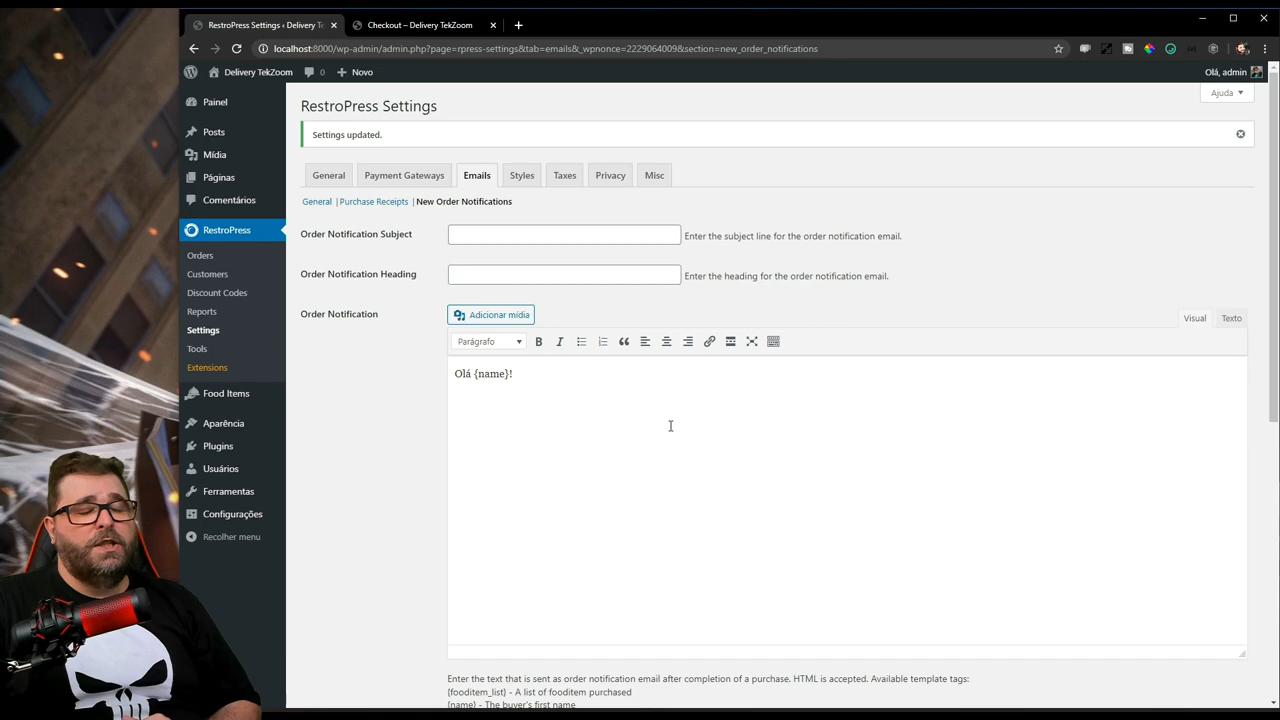 RestroPress Settings ‹ Delivery T
Checkout – Delivery TekZoom
localhost:8000/wp-admin/admin.php?page=rpress-settings&tab=emails&_wpnonce=2229064009&section=new_order_notifications
Delivery TekZoom
0
Novo
Olá, admin
Painel
Posts
Mídia
Páginas
Comentários
RestroPress
Orders
Customers
Discount Codes
Reports
Settings
Tools
Extensions
Food Items
Aparência
Plugins
Usuários
Ferramentas
Configurações
Recolher menu
Ajuda
RestroPress Settings
Settings updated.
General
Payment Gateways
Emails
Styles
Taxes
Privacy
Misc
General | Purchase Receipts | New Order Notifications
Order Notification Subject
Enter the subject line for the order notification email.
Order Notification Heading
Enter the heading for the order notification email.
Order Notification
Adicionar mídia
Visual
Texto
Parágrafo
B
I
Olá {name}!
Enter the text that is sent as order notification email after completion of a purchase. HTML is accepted. Available template tags:
{fooditem_list} - A list of fooditem purchased
{name} - The buyer's first name